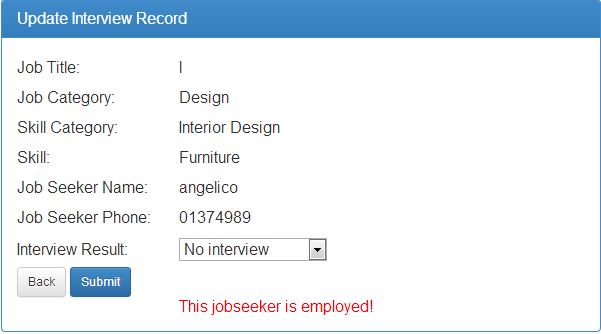 Update Interview Record
Job Title: I
Job Category: Design
Skill Category: Interior Design
Skill: Furniture
Job Seeker Name: angelico
Job Seeker Phone: 01374989
Interview Result: No interview
Back Submit
This jobseeker is employed!